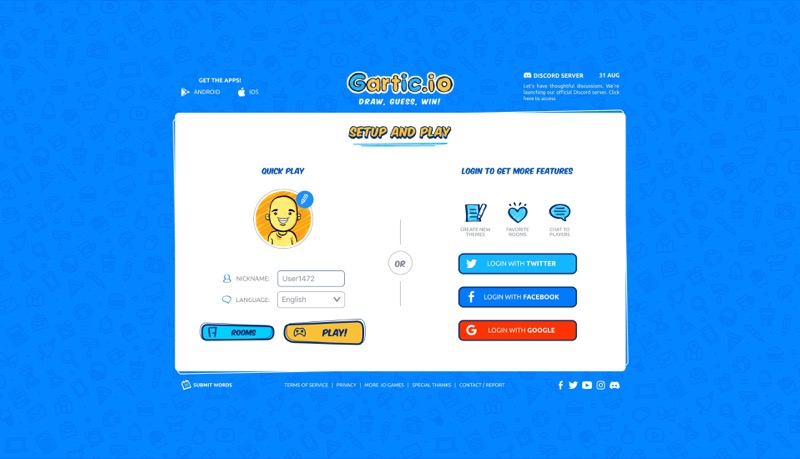 GET THE APPS!
ANDROID
iOS
Gartic.io
DRAW, GUESS, WIN!
DISCORD SERVER
31 AUG
Let's have thoughtful discussions. We're
launching our official Discord server. Click
here to access
SETUP AND PLAY
QUICK PLAY
NICKNAME:
User1472
LANGUAGE:
English
ROOMS
PLAY!
OR
LOGIN TO GET MORE FEATURES
CREATE NEW
THEMES
FAVORITE
ROOMS
CHAT TO
PLAYERS
LOGIN WITH TWITTER
LOGIN WITH FACEBOOK
LOGIN WITH GOOGLE
SUBMIT WORDS
TERMS OF SERVICE | PRIVACY | MORE .IO GAMES | SPECIAL THANKS | CONTACT / REPORT